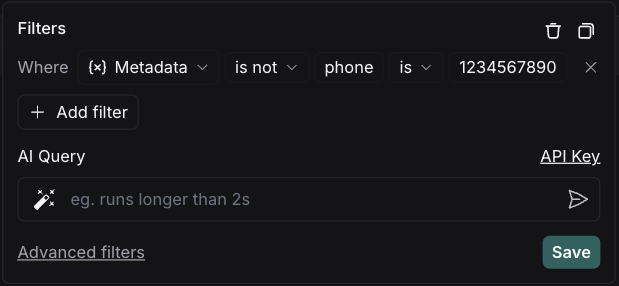 Filters
Where {x} Metadata is not phone is 1234567890
+ Add filter
AI Query API Key
eg. runs longer than 2s
Advanced filters Save